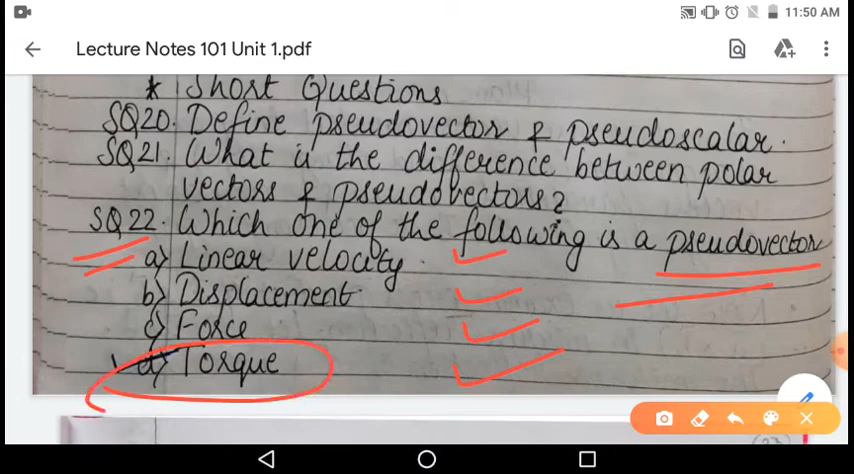 11:50 AM
Lecture Notes 101 Unit 1.pdf
* Short Questions
SQ20. Define pseudovector & pseudoscalar.
SQ21. What is the difference between polar
vectors & pseudovectors?
SQ22. Which one of the following is a pseudovector
a) Linear velocity.
b) Displacement
c) Force
d) Torque